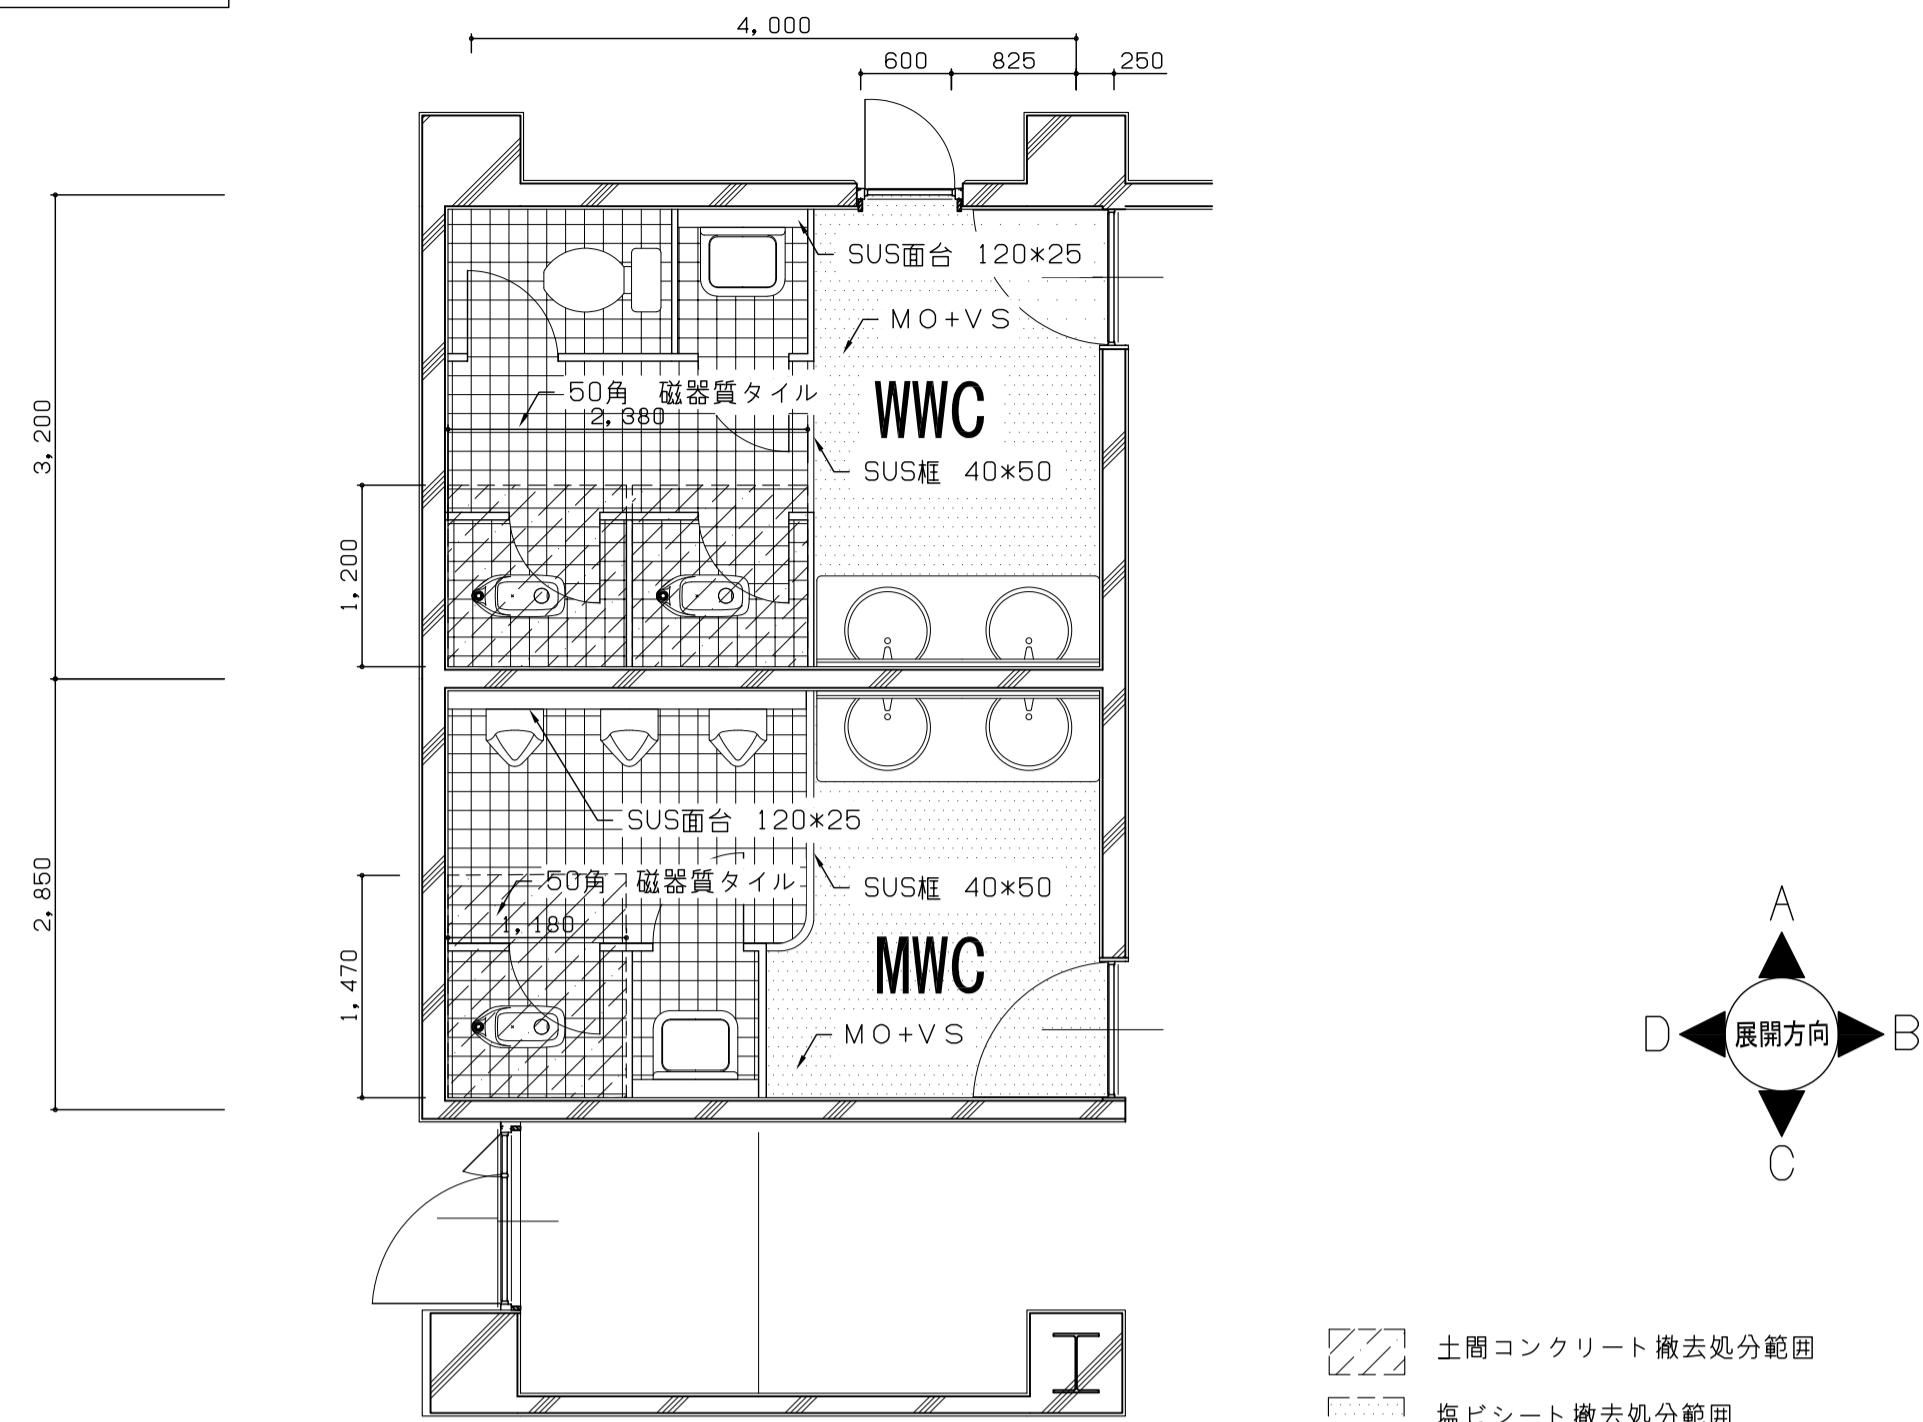 4,000
600
825
250
SUS面台 120*25
MO+VS
50角 磁器質タイル
2,380
WWC
SUS框 40*50
3,200
1,200
SUS面台 120*25
50角 磁器質タイル
SUS框 40*50
1,180
MWC
MO+VS
2,850
1,470
A
D
展開方向
B
C
土間コンクリート撤去処分範囲
塩ビシート撤去処分範囲